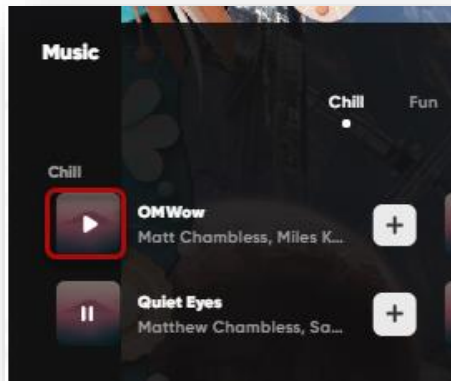 Music
Chill Fun
Chill
OMWow
Matt Chambless, Miles K...
Quiet Eyes
Matthew Chambless, Sa...